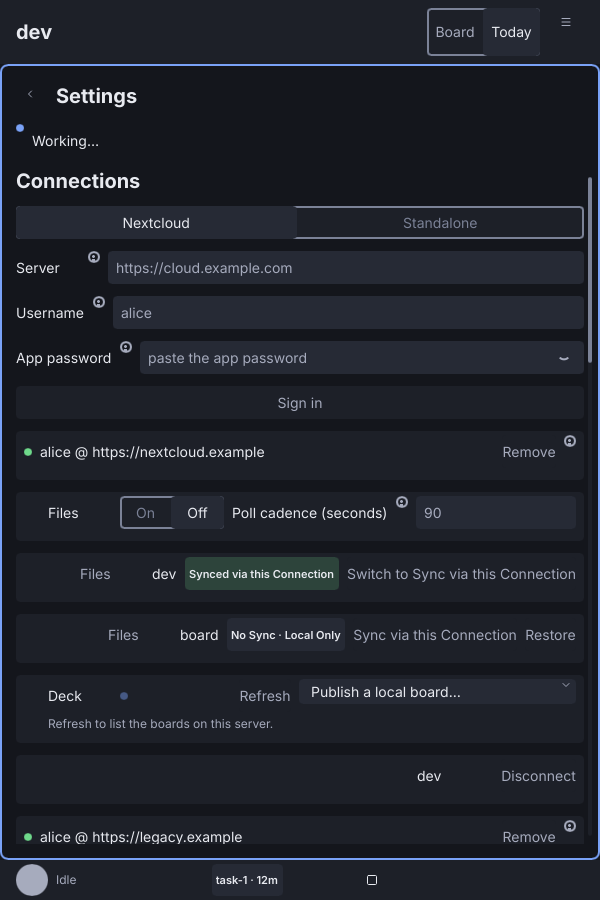 dev
Board Today
Settings
Working...
Connections
Nextcloud Standalone
Server https://cloud.example.com
Username alice
App password paste the app password
Sign in
alice @ https://nextcloud.example Remove
Files On Off Poll cadence (seconds) 90
Files dev Synced via this Connection Switch to Sync via this Connection
Files board No Sync · Local Only Sync via this Connection Restore
Deck Refresh Publish a local board...
Refresh to list the boards on this server.
dev Disconnect
alice @ https://legacy.example Remove
Idle task-1 · 12m